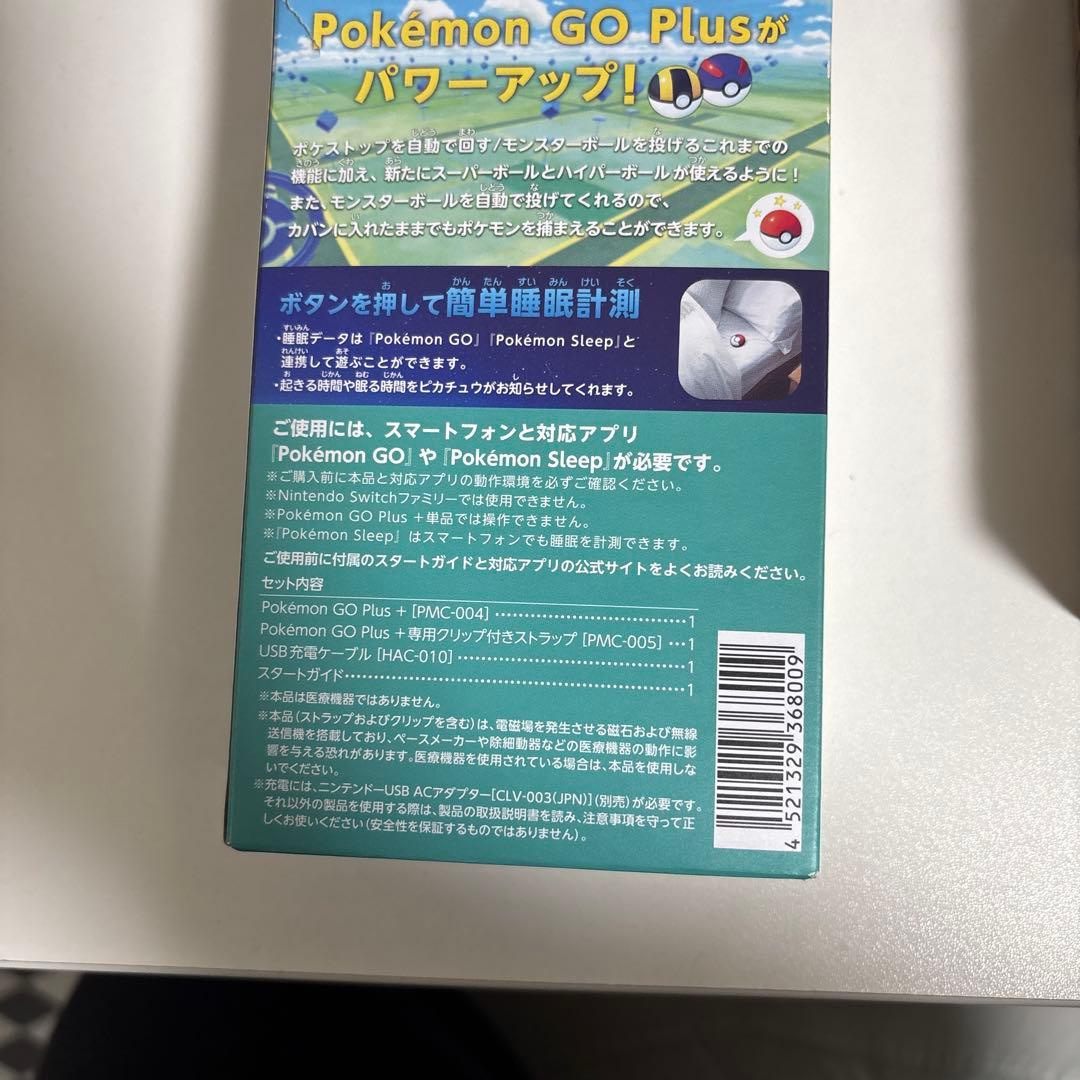 Pokémon GO Plusが
パワーアップ!
ポケストップを自動で回す/モンスターボールを投げるこれまでの
機能に加え、新たにスーパーボールとハイパーボールが使えるように!
また、モンスターボールを自動で投げてくれるので、
カバンに入れたままでもポケモンを捕まえることができます。
ボタンを押して簡単睡眠計測
・睡眠データは『Pokémon GO』『Pokémon Sleep』と
連携して遊ぶことができます。
・起きる時間や眠る時間をピカチュウがお知らせしてくれます。
ご使用には、スマートフォンと対応アプリ
『Pokémon GO』や『Pokémon Sleep』が必要です。
※ご購入前に本品と対応アプリの動作環境を必ずご確認ください。
※Nintendo Switchファミリーでは使用できません。
※Pokémon GO Plus +単品では操作できません。
※『Pokémon Sleep』はスマートフォンでも睡眠を計測できます。
ご使用前に付属のスタートガイドと対応アプリの公式サイトをよくお読みください。
セット内容
Pokémon GO Plus + [PMC-004] ‥‥‥‥‥‥‥‥‥‥‥1
Pokémon GO Plus +専用クリップ付きストラップ [PMC-005] ‥‥1
USB充電ケーブル [HAC-010] ‥‥‥‥‥‥‥‥‥‥‥‥1
スタートガイド‥‥‥‥‥‥‥‥‥‥‥‥‥‥‥‥‥‥1
※本品は医療機器ではありません。
※本品(ストラップおよびクリップを含む)は、電磁場を発生させる磁石および無線
送信機を搭載しており、ペースメーカーや除細動器などの医療機器の動作に影
響を与える恐れがあります。医療機器を使用されている場合は、本品を使用しな
いでください。
※充電には、ニンテンドーUSB ACアダプター[CLV-003(JPN)](別売)が必要です。
それ以外の製品を使用する際は、製品の取扱説明書を読み、注意事項を守って正
しくお使いください(安全性を保証するものではありません)。
4 521329 368009